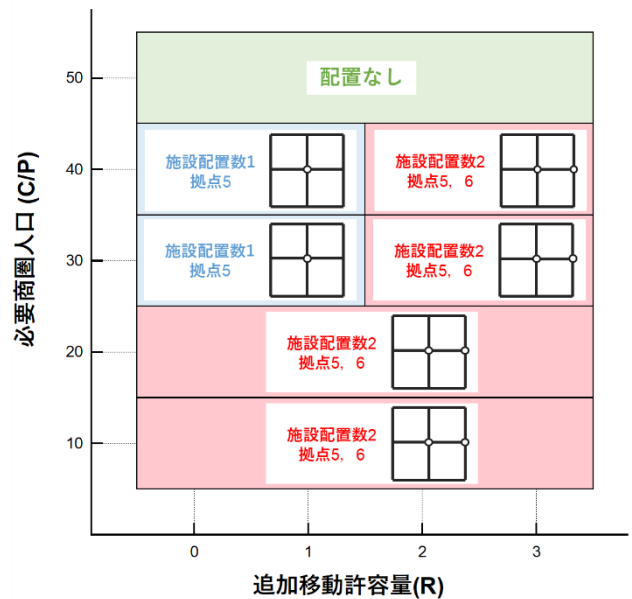 必要商圏人口 (C/P)
50
配置なし
40
施設配置数1
拠点5
施設配置数2
拠点5, 6
30
施設配置数1
拠点5
施設配置数2
拠点5, 6
20
施設配置数2
拠点5, 6
10
施設配置数2
拠点5, 6
0
1
2
3
追加移動許容量(R)